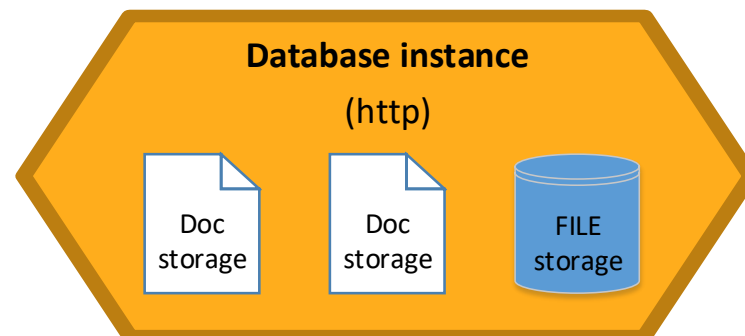 Database instance
(http)
Doc
storage
Doc
storage
FILE
storage